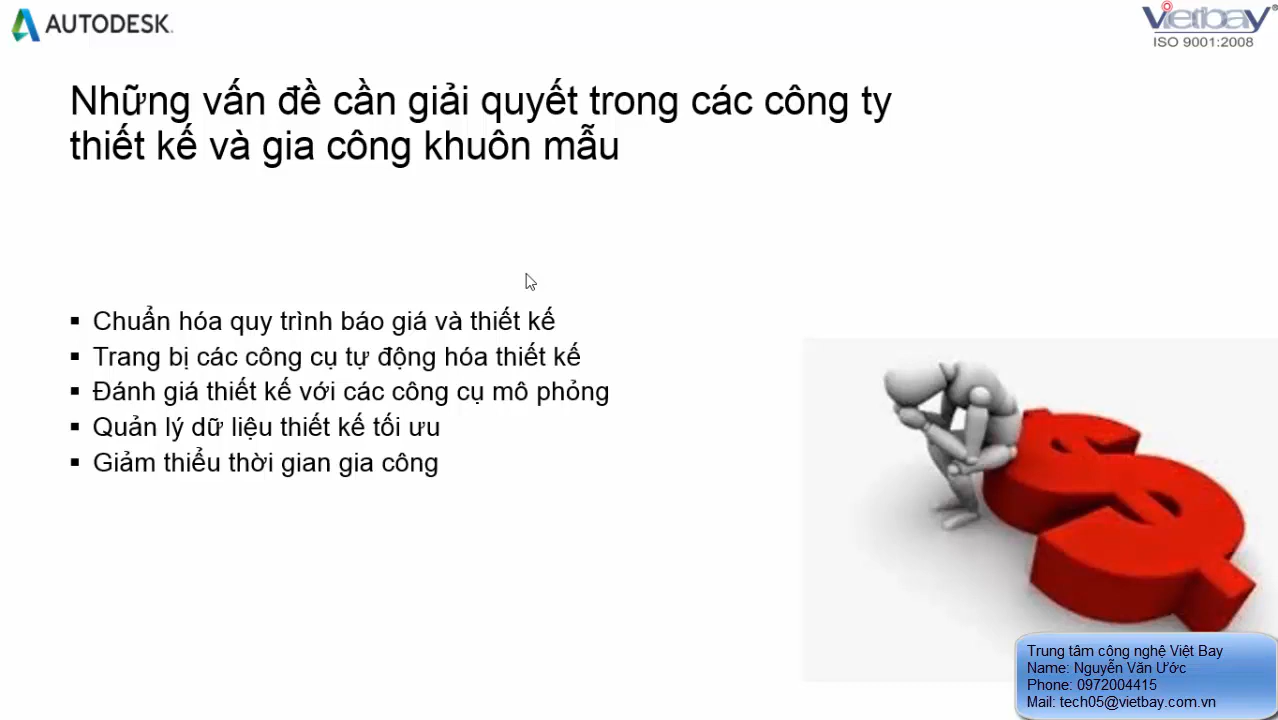 AUTODESK.
Vietbay®
ISO 9001:2008
Những vấn đề cần giải quyết trong các công ty
thiết kế và gia công khuôn mẫu
▪ Chuẩn hóa quy trình báo giá và thiết kế
▪ Trang bị các công cụ tự động hóa thiết kế
▪ Đánh giá thiết kế với các công cụ mô phỏng
▪ Quản lý dữ liệu thiết kế tối ưu
▪ Giảm thiểu thời gian gia công
Trung tâm công nghệ Việt Bay
Name: Nguyễn Văn Ước
Phone: 0972004415
Mail: tech05@vietbay.com.vn